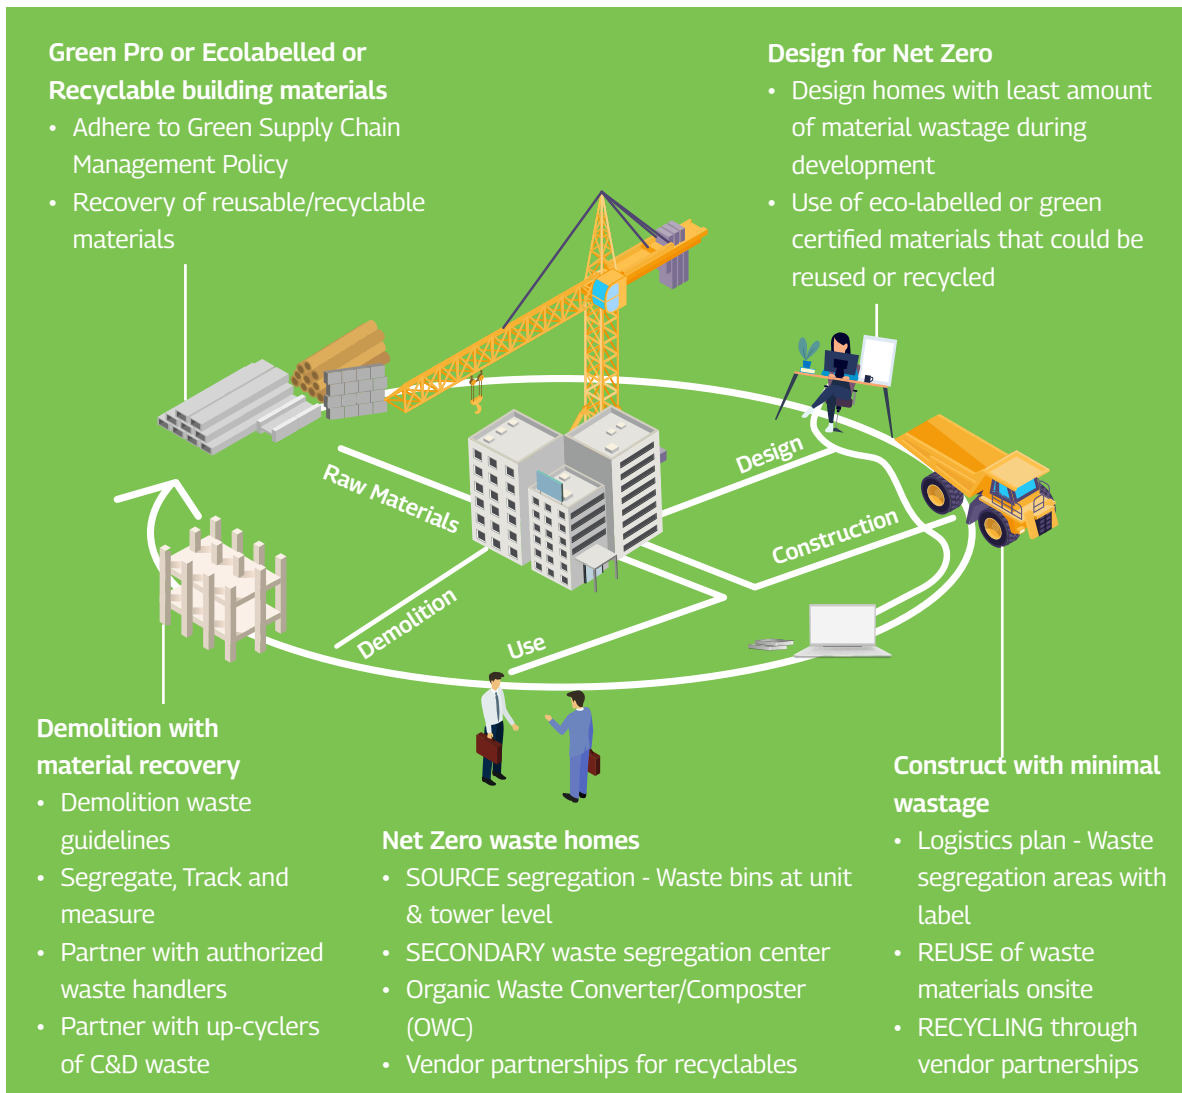 Green Pro or Ecolabelled or
Recyclable building materials
• Adhere to Green Supply Chain
Management Policy
• Recovery of reusable/recyclable
materials
Design for Net Zero
• Design homes with least amount
of material wastage during
development
• Use of eco-labelled or green
certified materials that could be
reused or recycled
Raw Materials
Design
Construction
Demolition
Use
Demolition with
material recovery
• Demolition waste
guidelines
• Segregate, Track and
measure
• Partner with authorized
waste handlers
• Partner with up-cyclers
of C&D waste
Net Zero waste homes
• SOURCE segregation - Waste bins at unit
& tower level
• SECONDARY waste segregation center
• Organic Waste Converter/Composter
(OWC)
• Vendor partnerships for recyclables
Construct with minimal
wastage
• Logistics plan - Waste
segregation areas with
label
• REUSE of waste
materials onsite
• RECYCLING through
vendor partnerships